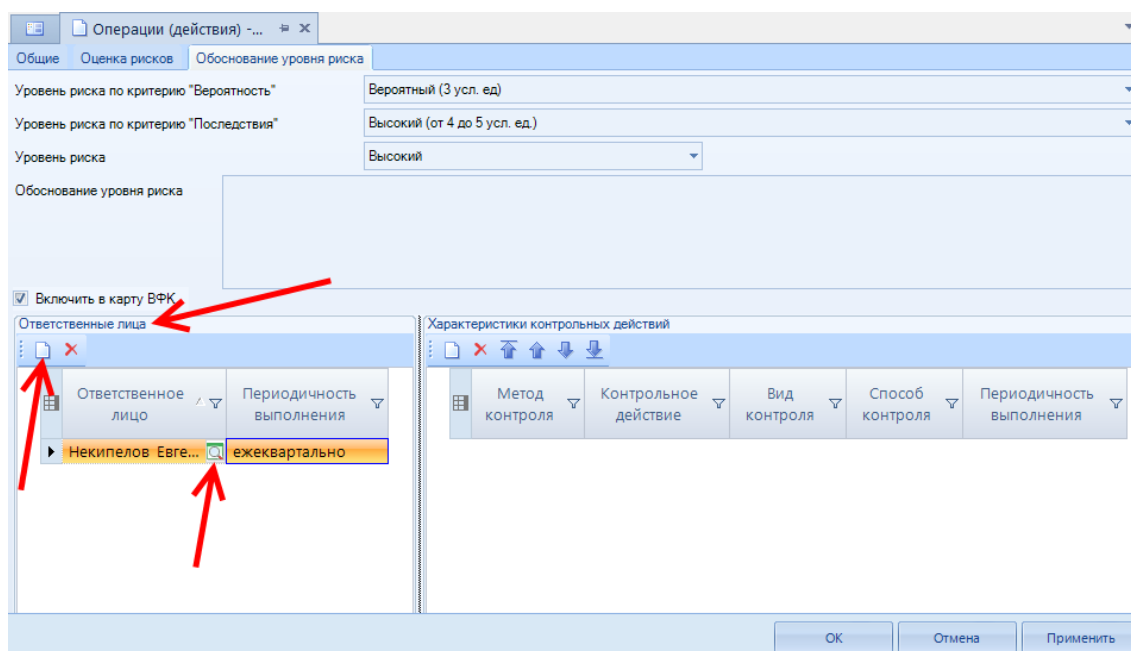 Операции (действия) -...
Общие Оценка рисков Обоснование уровня риска
Уровень риска по критерию "Вероятность" Вероятный (3 усл. ед)
Уровень риска по критерию "Последствия" Высокий (от 4 до 5 усл. ед.)
Уровень риска Высокий
Обоснование уровня риска
Включить в карту ВФК
Ответственные лица
Ответственное лицо
Периодичность выполнения
Некипелов Евге... ежеквартально
Характеристики контрольных действий
Метод контроля
Контрольное действие
Вид контроля
Способ контроля
Периодичность выполнения
ОК Отмена Применить